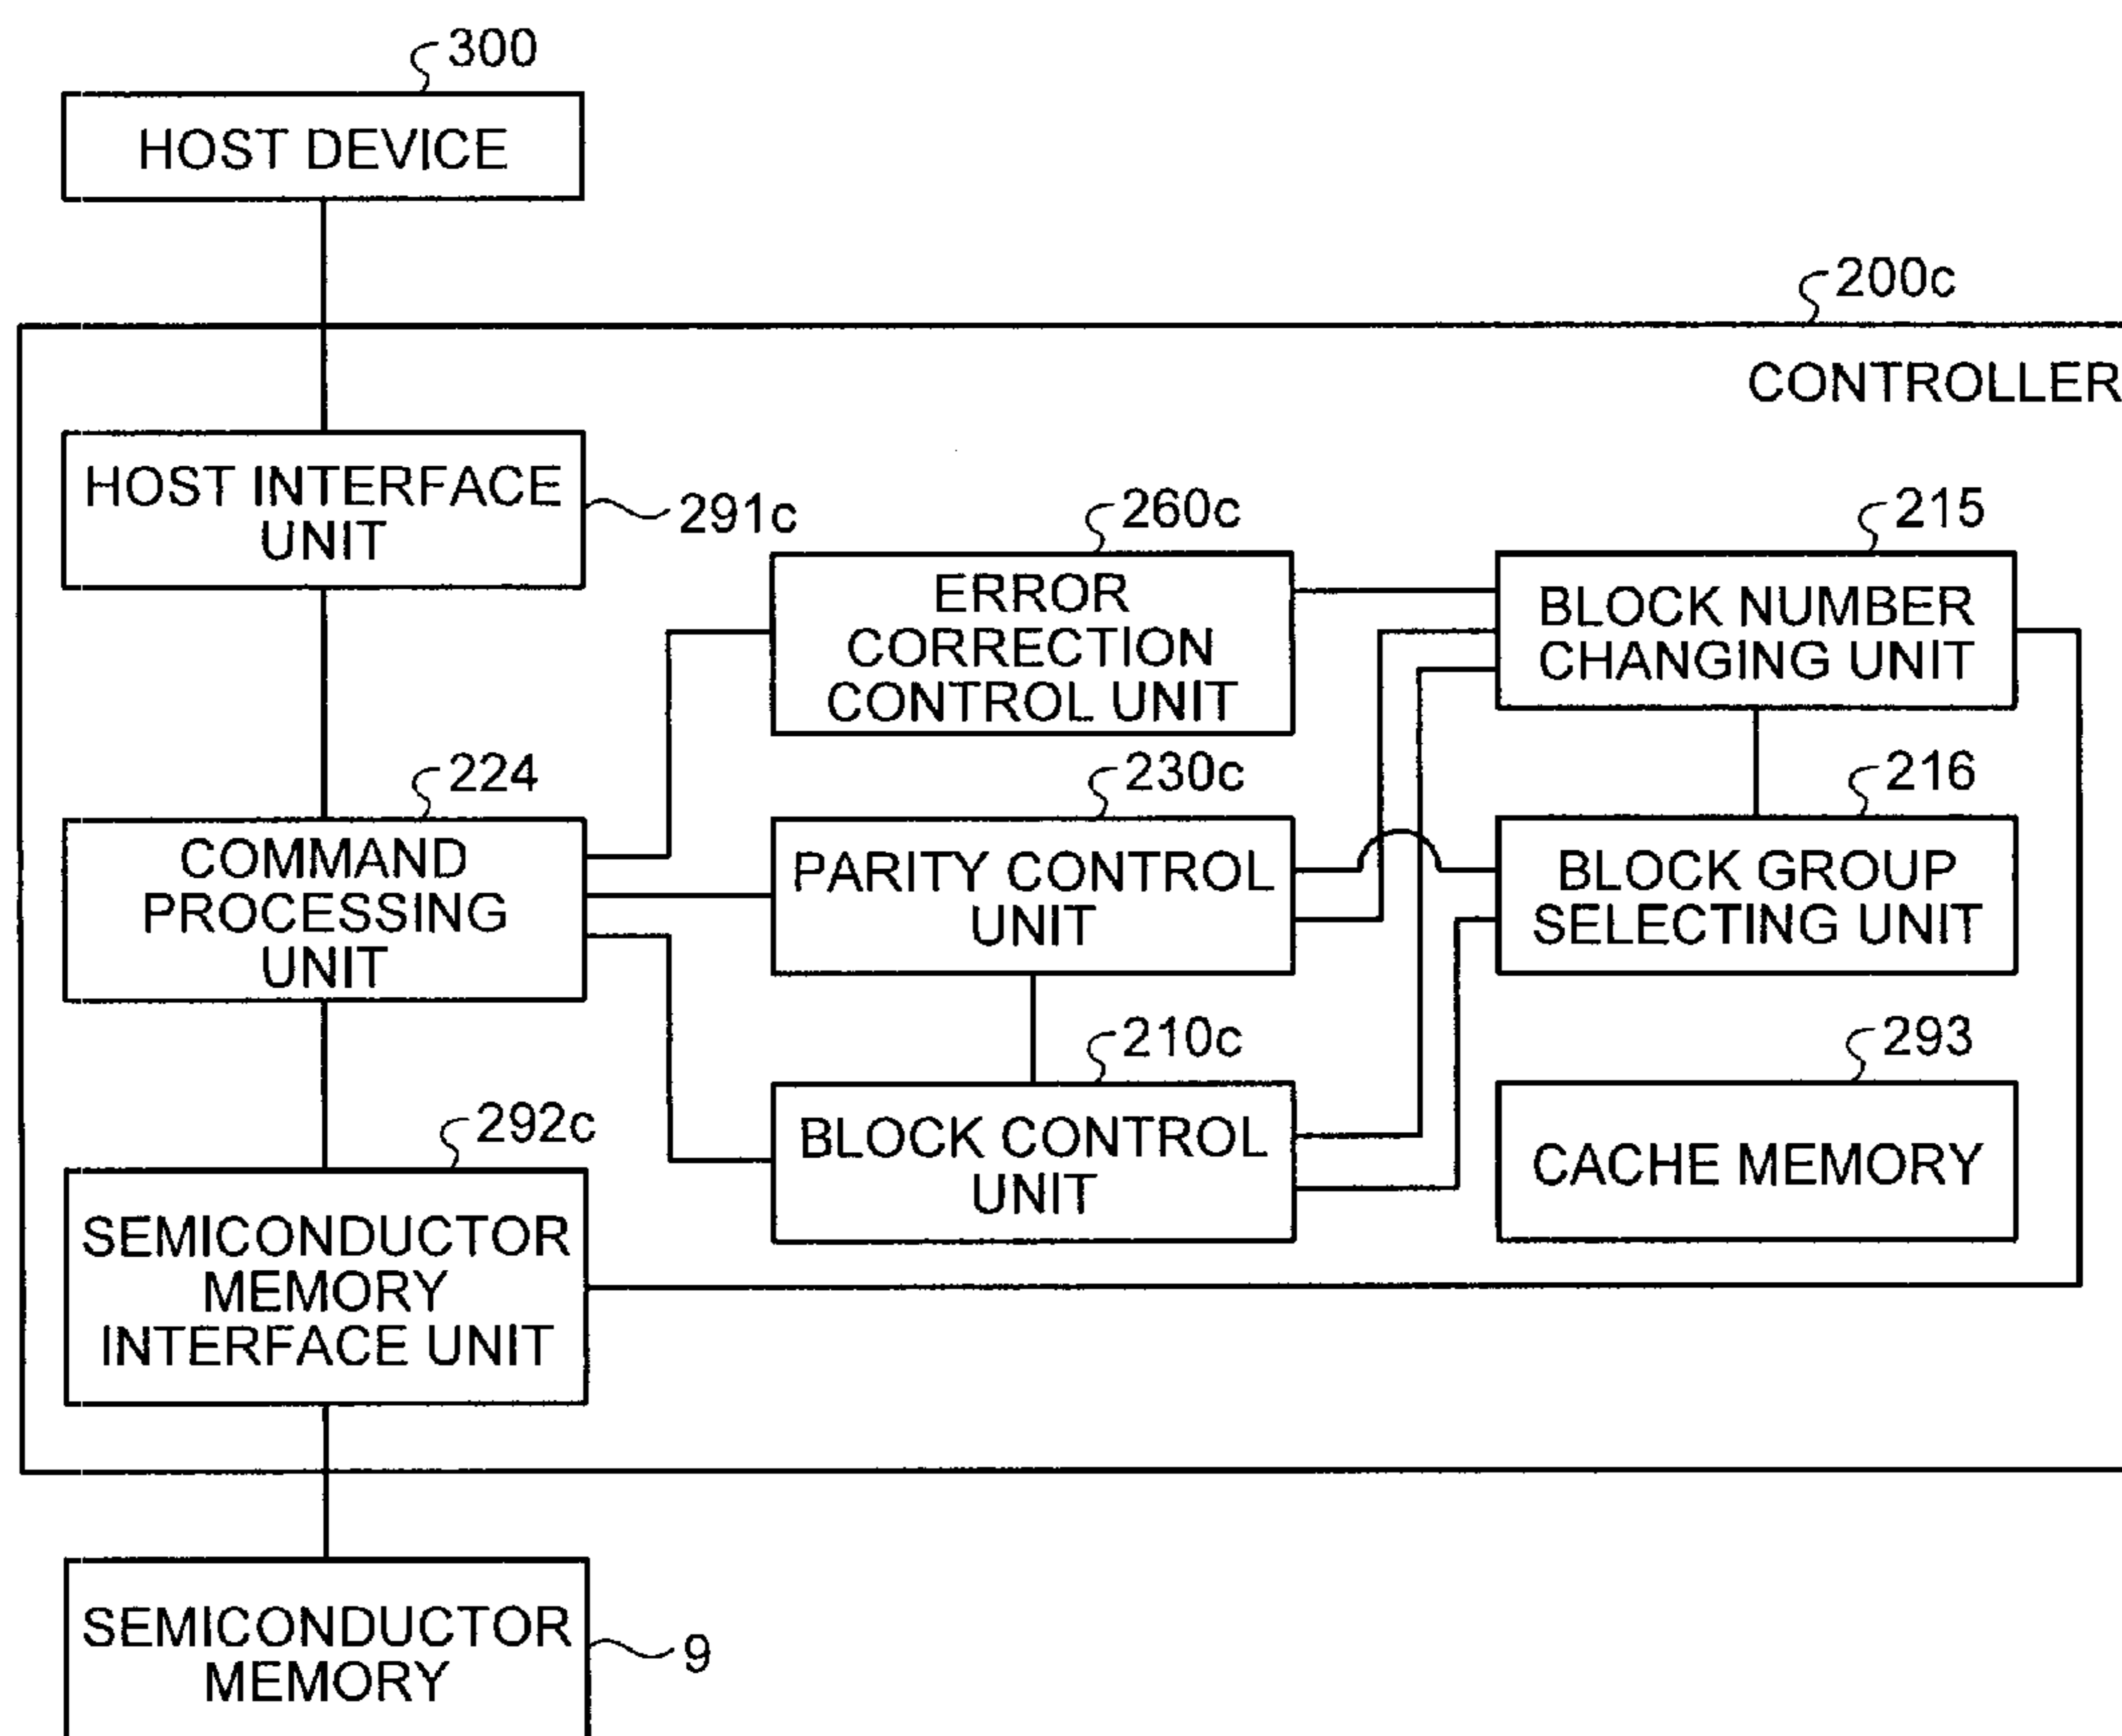 300
HOST DEVICE
200c
CONTROLLER
HOST INTERFACE
UNIT
291c
260c
ERROR
CORRECTION
CONTROL UNIT
215
BLOCK NUMBER
CHANGING UNIT
224
COMMAND
PROCESSING
UNIT
230c
PARITY CONTROL
UNIT
216
BLOCK GROUP
SELECTING UNIT
210c
BLOCK CONTROL
UNIT
293
CACHE MEMORY
292c
SEMICONDUCTOR
MEMORY
INTERFACE UNIT
SEMICONDUCTOR
MEMORY
9